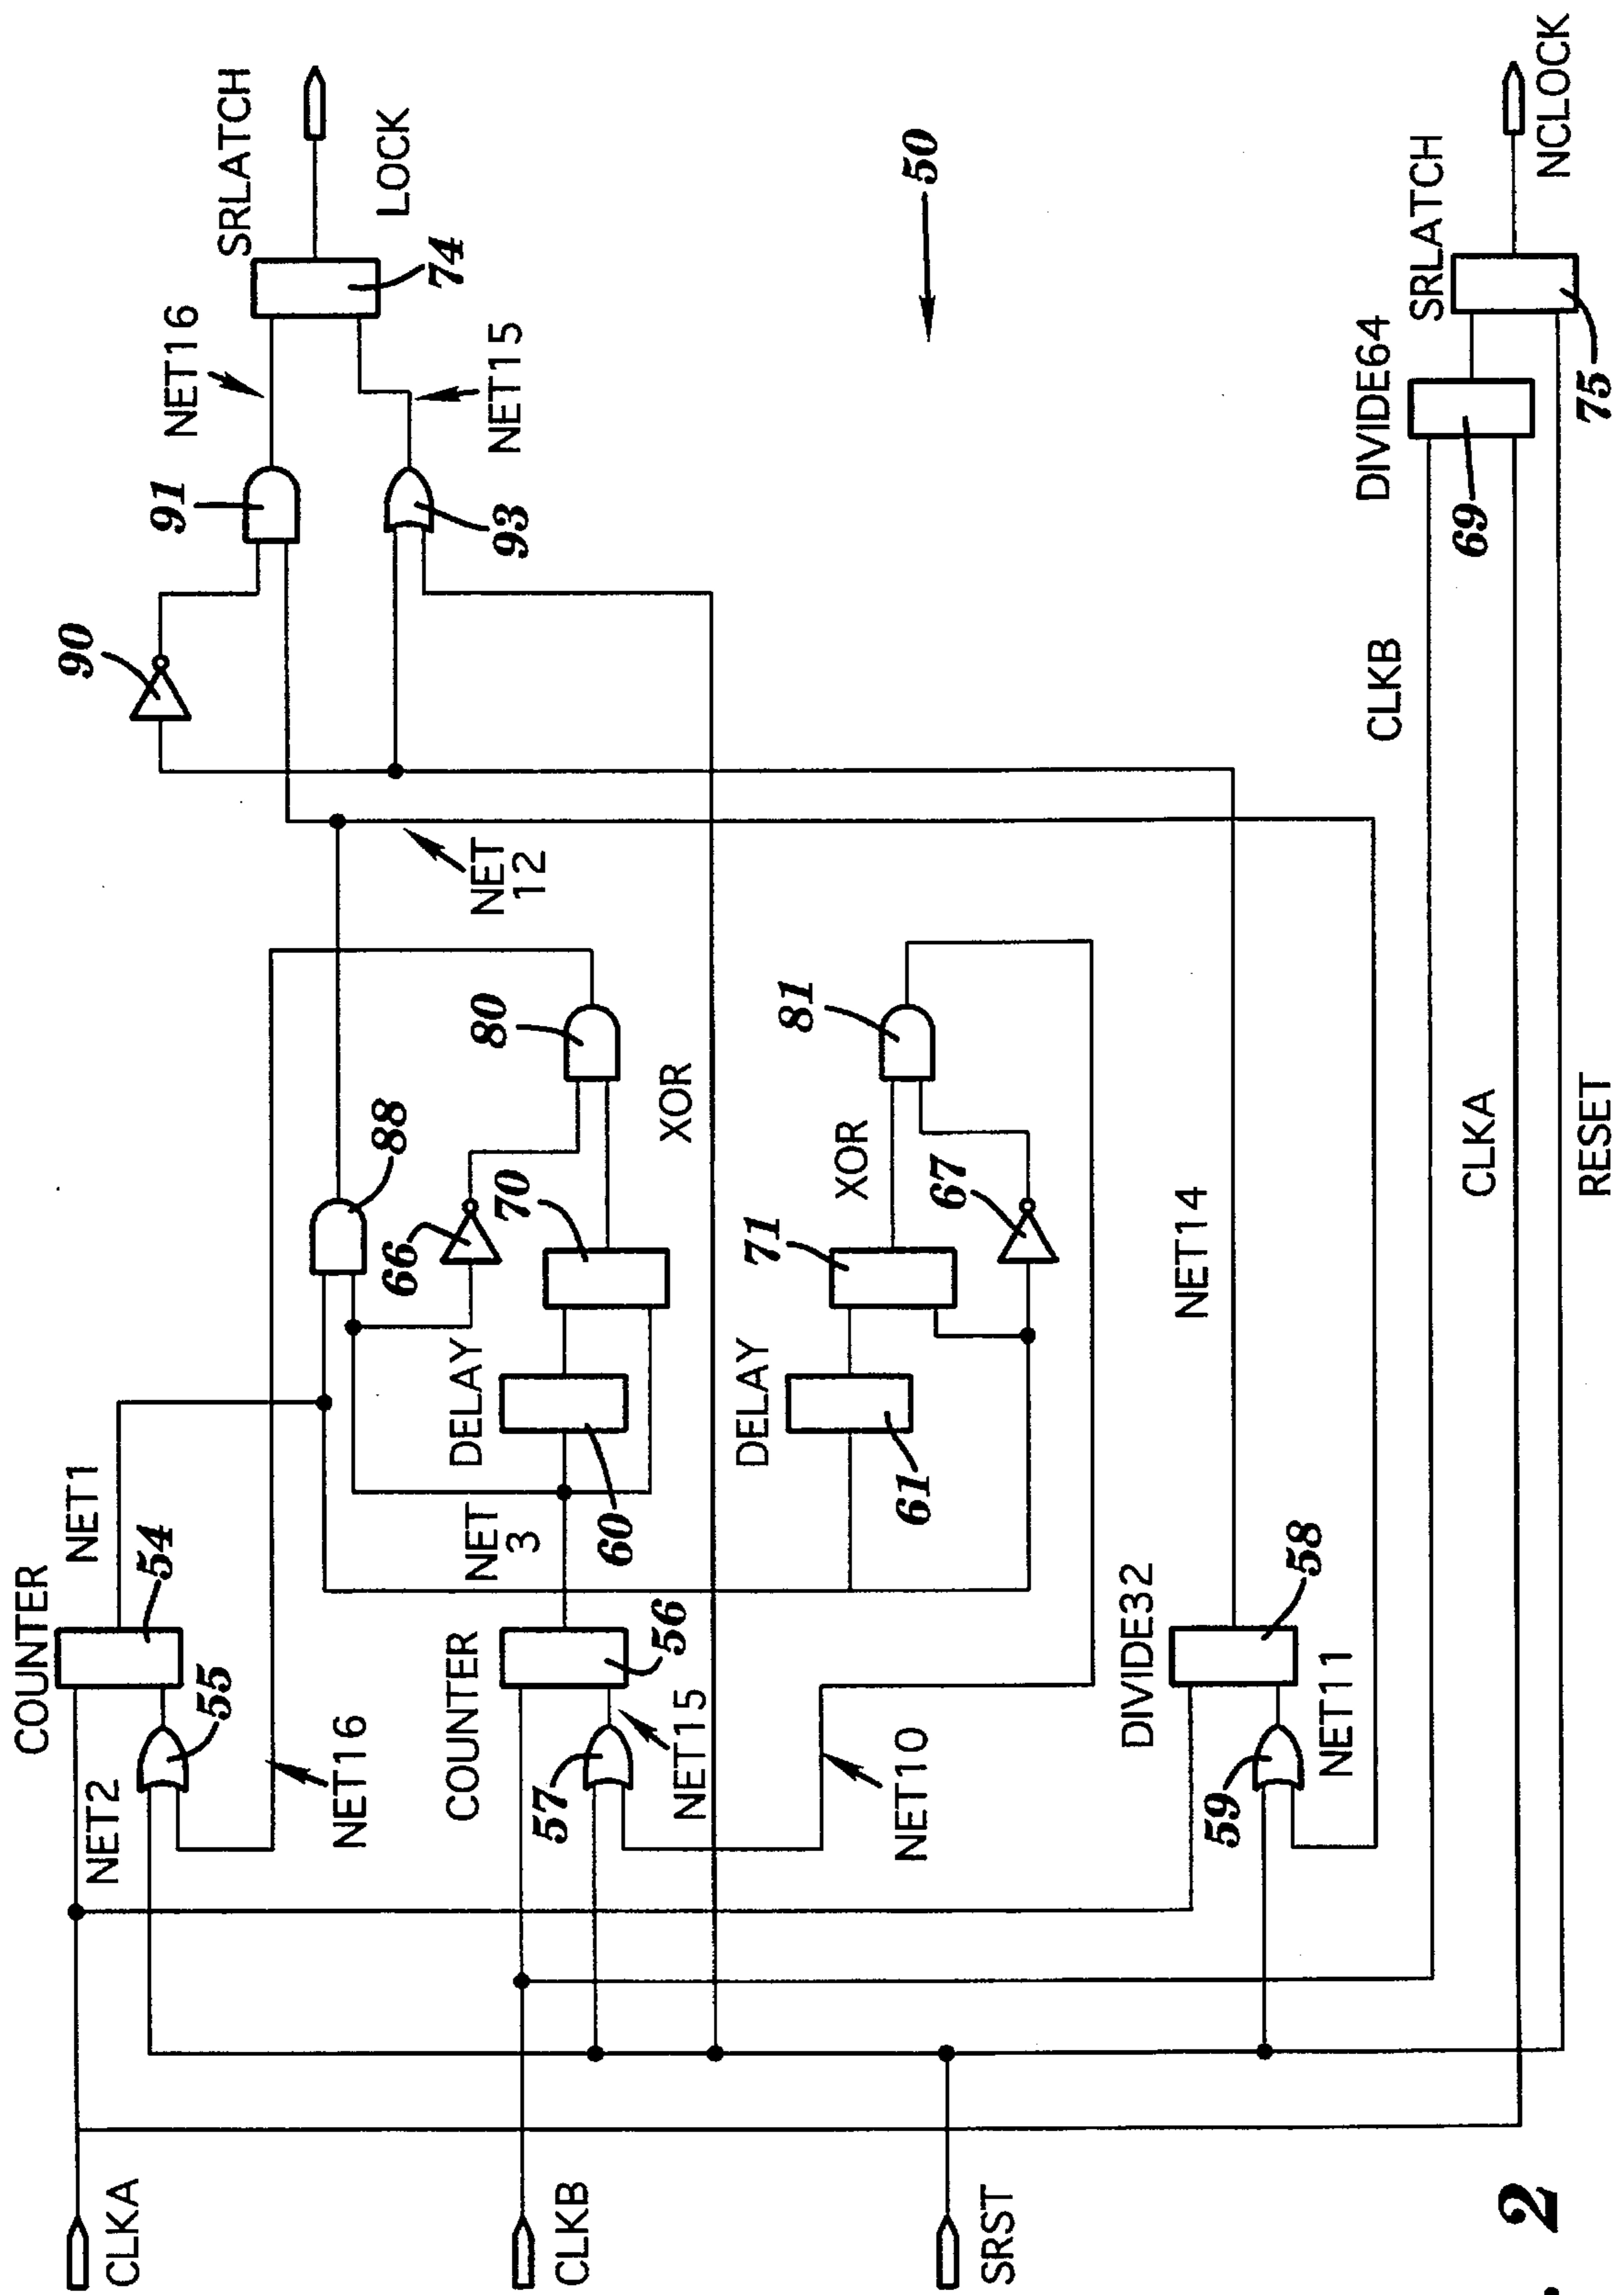 CLKA
CLKB
SRST
COUNTER
54
NET1
NET2
55
NET16
COUNTER
56
57
NET15
NET
3
NET10
DIVIDE32
58
59
NET11
DELAY
60
DELAY
61
66
70
XOR
80
88
71
XOR
67
81
NET
12
NET14
90
91
93
NET16
NET15
SRLATCH
74
LOCK
50
CLKB
CLKA
RESET
DIVIDE64
69
SRLATCH
75
NCLOCK
2